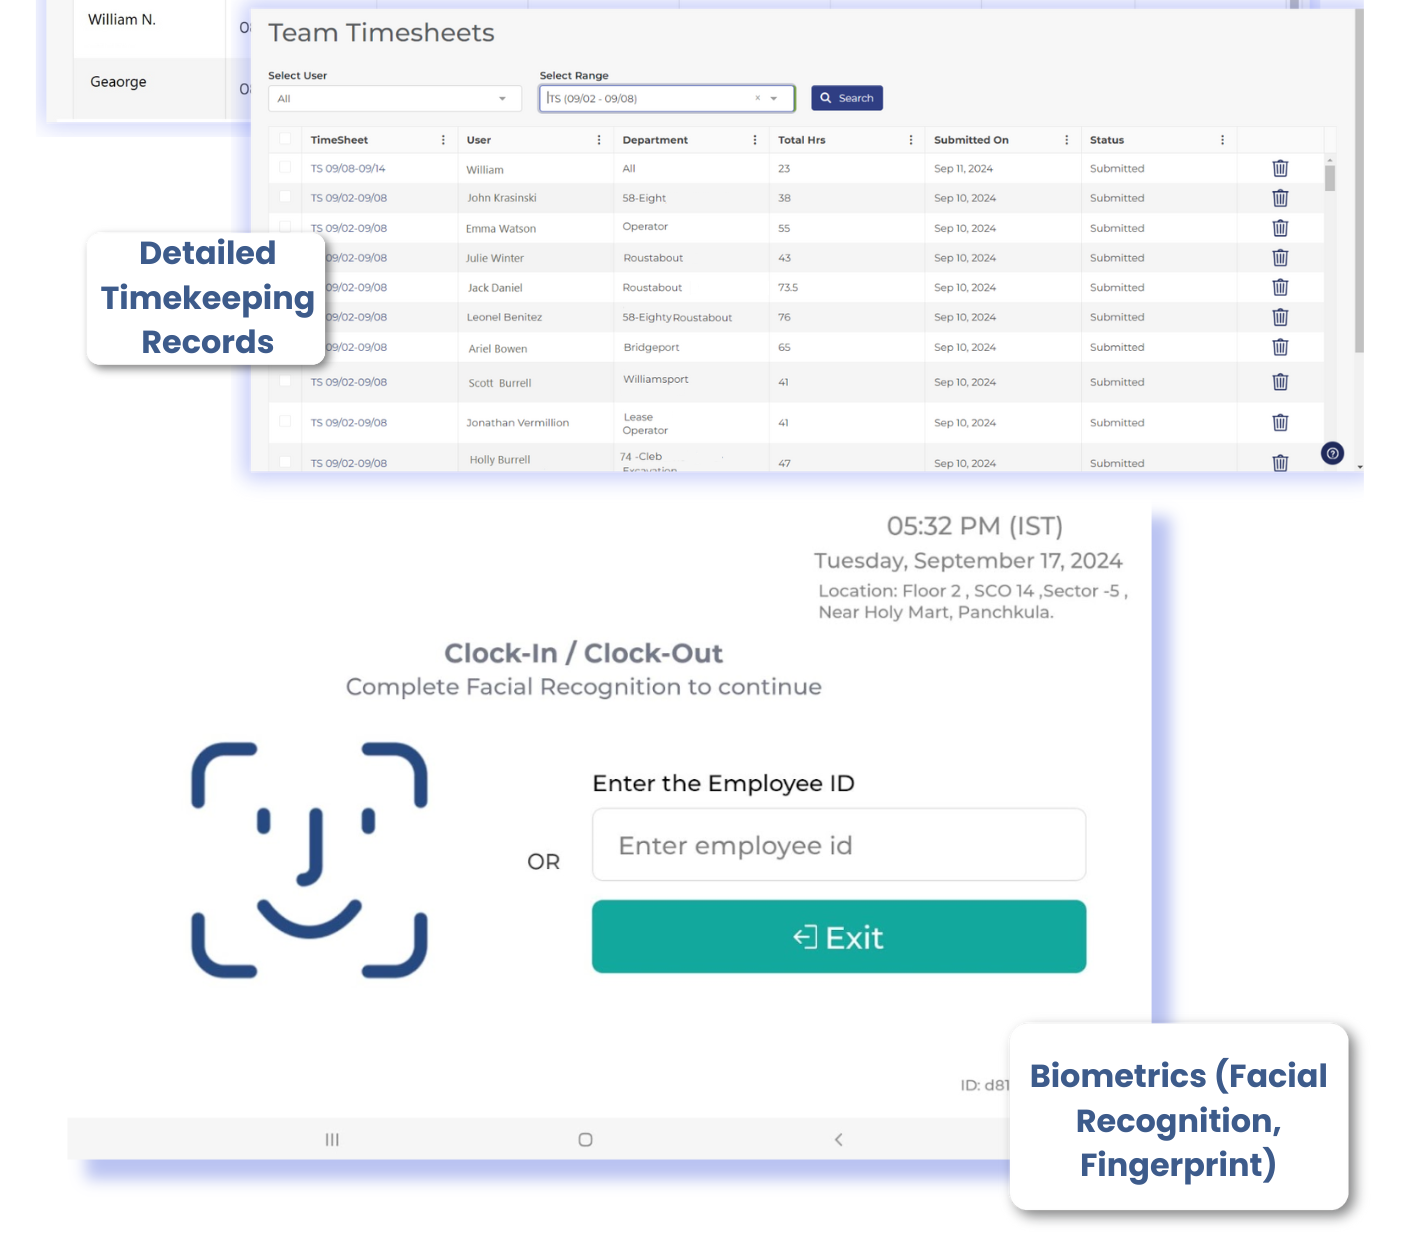 William N.
Geaorge
Team Timesheets
Select User
Select Range
All
TS (09/02 - 09/08)
Search
TimeSheet User Department Total Hrs Submitted On Status
TS 09/08-09/14 William All 23 Sep 11, 2024 Submitted
TS 09/02-09/08 John Krasinski 58-Eight 38 Sep 10, 2024 Submitted
TS 09/02-09/08 Emma Watson Operator 55 Sep 10, 2024 Submitted
09/02-09/08 Julie Winter Roustabout 43 Sep 10, 2024 Submitted
09/02-09/08 Jack Daniel Roustabout 73.5 Sep 10, 2024 Submitted
09/02-09/08 Leonel Benitez 58-Eighty Roustabout 76 Sep 10, 2024 Submitted
09/02-09/08 Ariel Bowen Bridgeport 65 Sep 10, 2024 Submitted
TS 09/02-09/08 Scott Burrell Williamsport 41 Sep 10, 2024 Submitted
TS 09/02-09/08 Jonathan Vermillion Lease Operator 41 Sep 10, 2024 Submitted
TS 09/02-09/08 Holly Burrell 74 -Cleb Excavation 47 Sep 10, 2024 Submitted
Detailed
Timekeeping
Records
05:32 PM (IST)
Tuesday, September 17, 2024
Location: Floor 2 , SCO 14 ,Sector -5 ,
Near Holy Mart, Panchkula.
Clock-In / Clock-Out
Complete Facial Recognition to continue
Enter the Employee ID
Enter employee id
OR
Exit
ID: d81
Biometrics (Facial
Recognition,
Fingerprint)